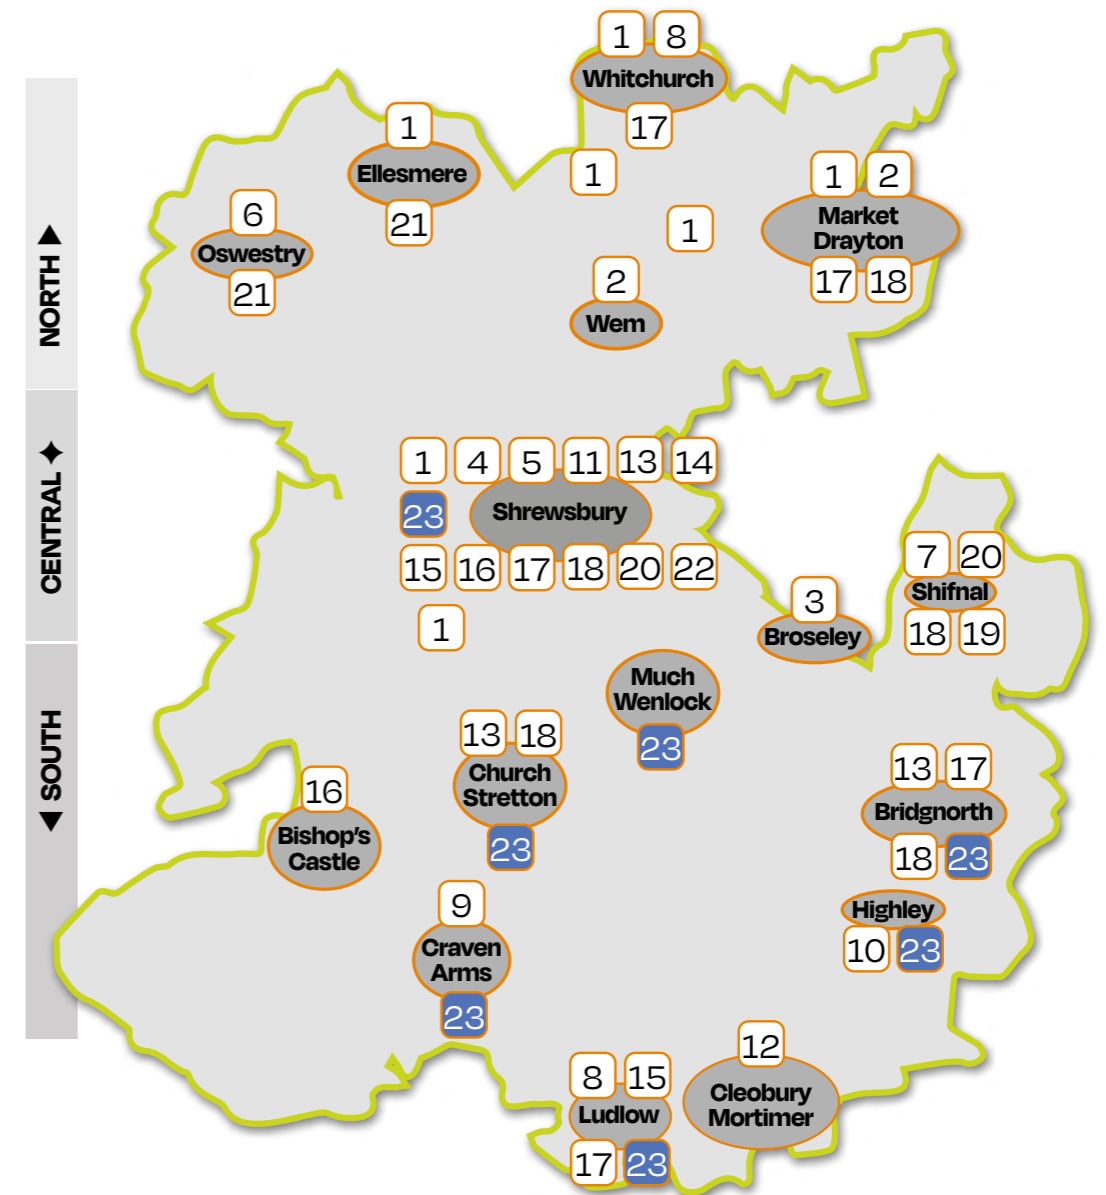 1 8
Whitchurch
17
1
Ellesmere
21
1
1 2
Market
Drayton
17 18
6
Oswestry
21
1
2
Wem
NORTH ▶
CENTRAL ✦
◀ SOUTH
1 4 5 11 13 14
23
Shrewsbury
15 16 17 18 20 22
1
7 20
Shifnal
18 19
3
Broseley
Much
Wenlock
23
13 18
Church
Stretton
23
13 17
Bridgnorth
18 23
16
Bishop's
Castle
9
Craven
Arms
23
Highley
10 23
12
Cleobury
Mortimer
8 15
Ludlow
17 23